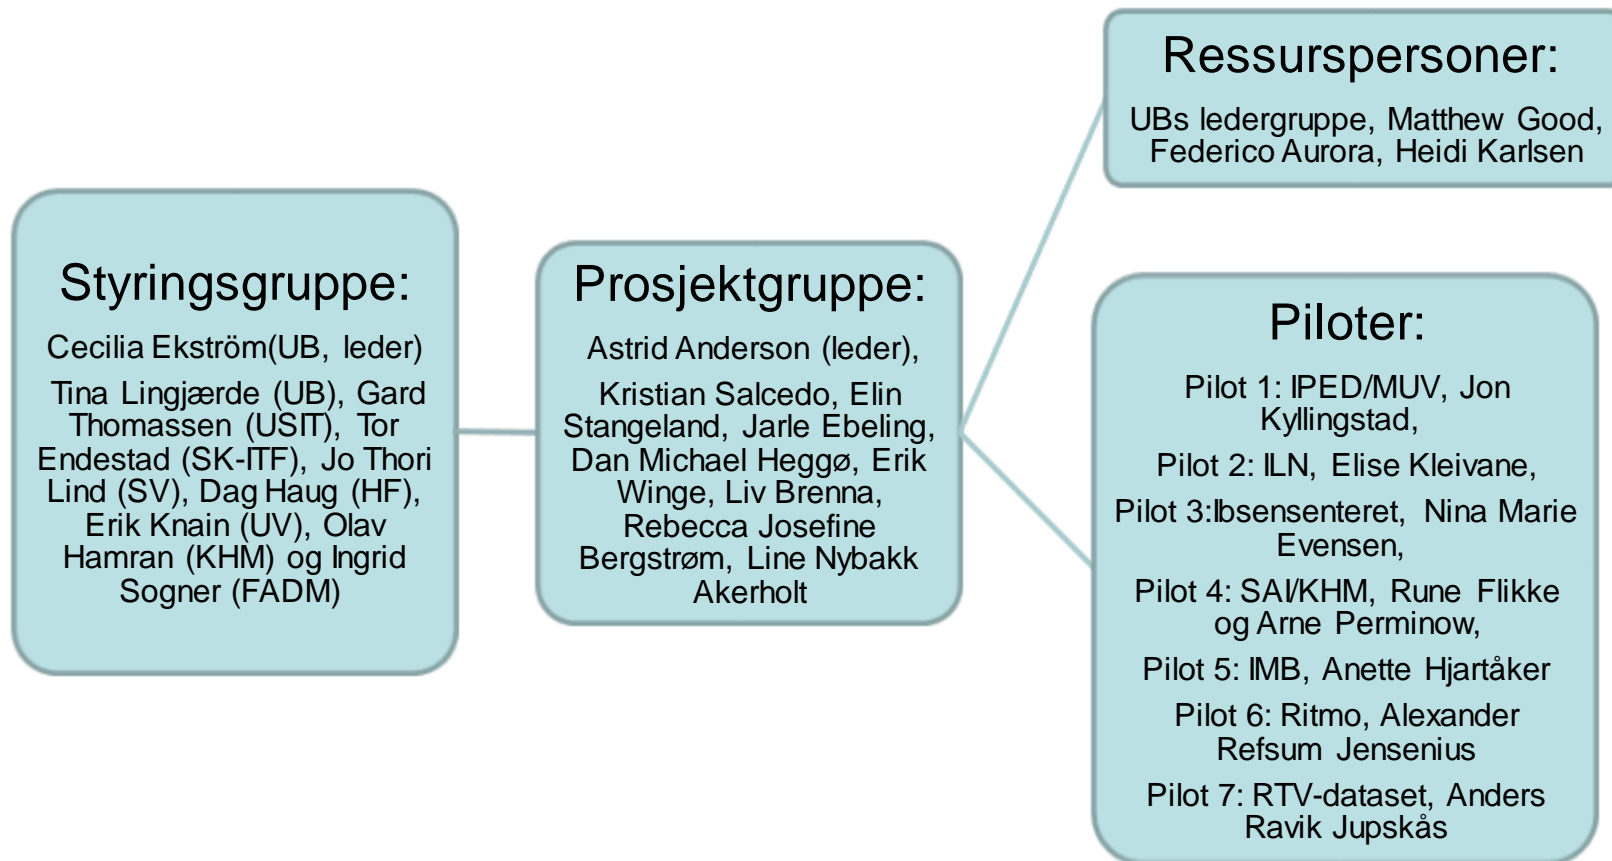 Styringsgruppe:
Cecilia Ekström(UB, leder)
Tina Lingjærde (UB), Gard
Thomassen (USIT), Tor
Endestad (SK-ITF), Jo Thori
Lind (SV), Dag Haug (HF),
Erik Knain (UV), Olav
Hamran (KHM) og Ingrid
Sogner (FADM)
Prosjektgruppe:
Astrid Anderson (leder),
Kristian Salcedo, Elin
Stangeland, Jarle Ebeling,
Dan Michael Heggø, Erik
Winge, Liv Brenna,
Rebecca Josefine
Bergstrøm, Line Nybakk
Akerholt
Ressurspersoner:
UBs ledergruppe, Matthew Good,
Federico Aurora, Heidi Karlsen
Piloter:
Pilot 1: IPED/MUV, Jon
Kyllingstad,
Pilot 2: ILN, Elise Kleivane,
Pilot 3:Ibsensenteret, Nina Marie
Evensen,
Pilot 4: SAI/KHM, Rune Flikke
og Arne Perminow,
Pilot 5: IMB, Anette Hjartåker
Pilot 6: Ritmo, Alexander
Refsum Jensenius
Pilot 7: RTV-dataset, Anders
Ravik Jupskås